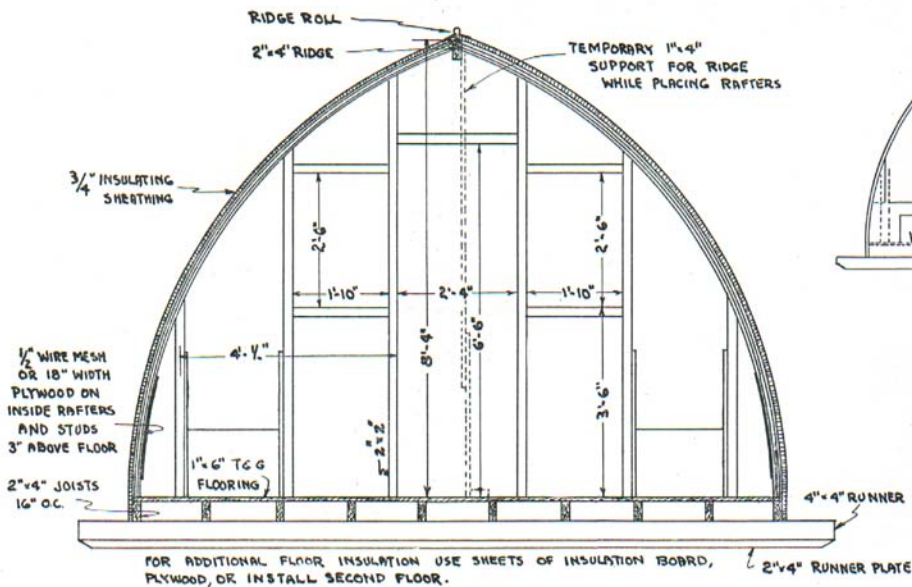 RIDGE ROLL
2"x4" RIDGE
TEMPORARY 1"x4"
SUPPORT FOR RIDGE
WHILE PLACING RAFTERS
3/4" INSULATING
SHEATHING
2'-6"
2'-6"
1'-10"
2'-4"
1'-10"
8'-4"
6'-6"
4'-½"
3'-6"
½" WIRE MESH
OR 18" WIDTH
PLYWOOD ON
INSIDE RAFTERS
AND STUDS
3" ABOVE FLOOR
1"x6" T&G
FLOORING
2"x2"
2"x4" JOISTS
16" O.C.
4"x4" RUNNER
2"x4" RUNNER PLATE
FOR ADDITIONAL FLOOR INSULATION USE SHEETS OF INSULATION BOARD,
PLYWOOD, OR INSTALL SECOND FLOOR.